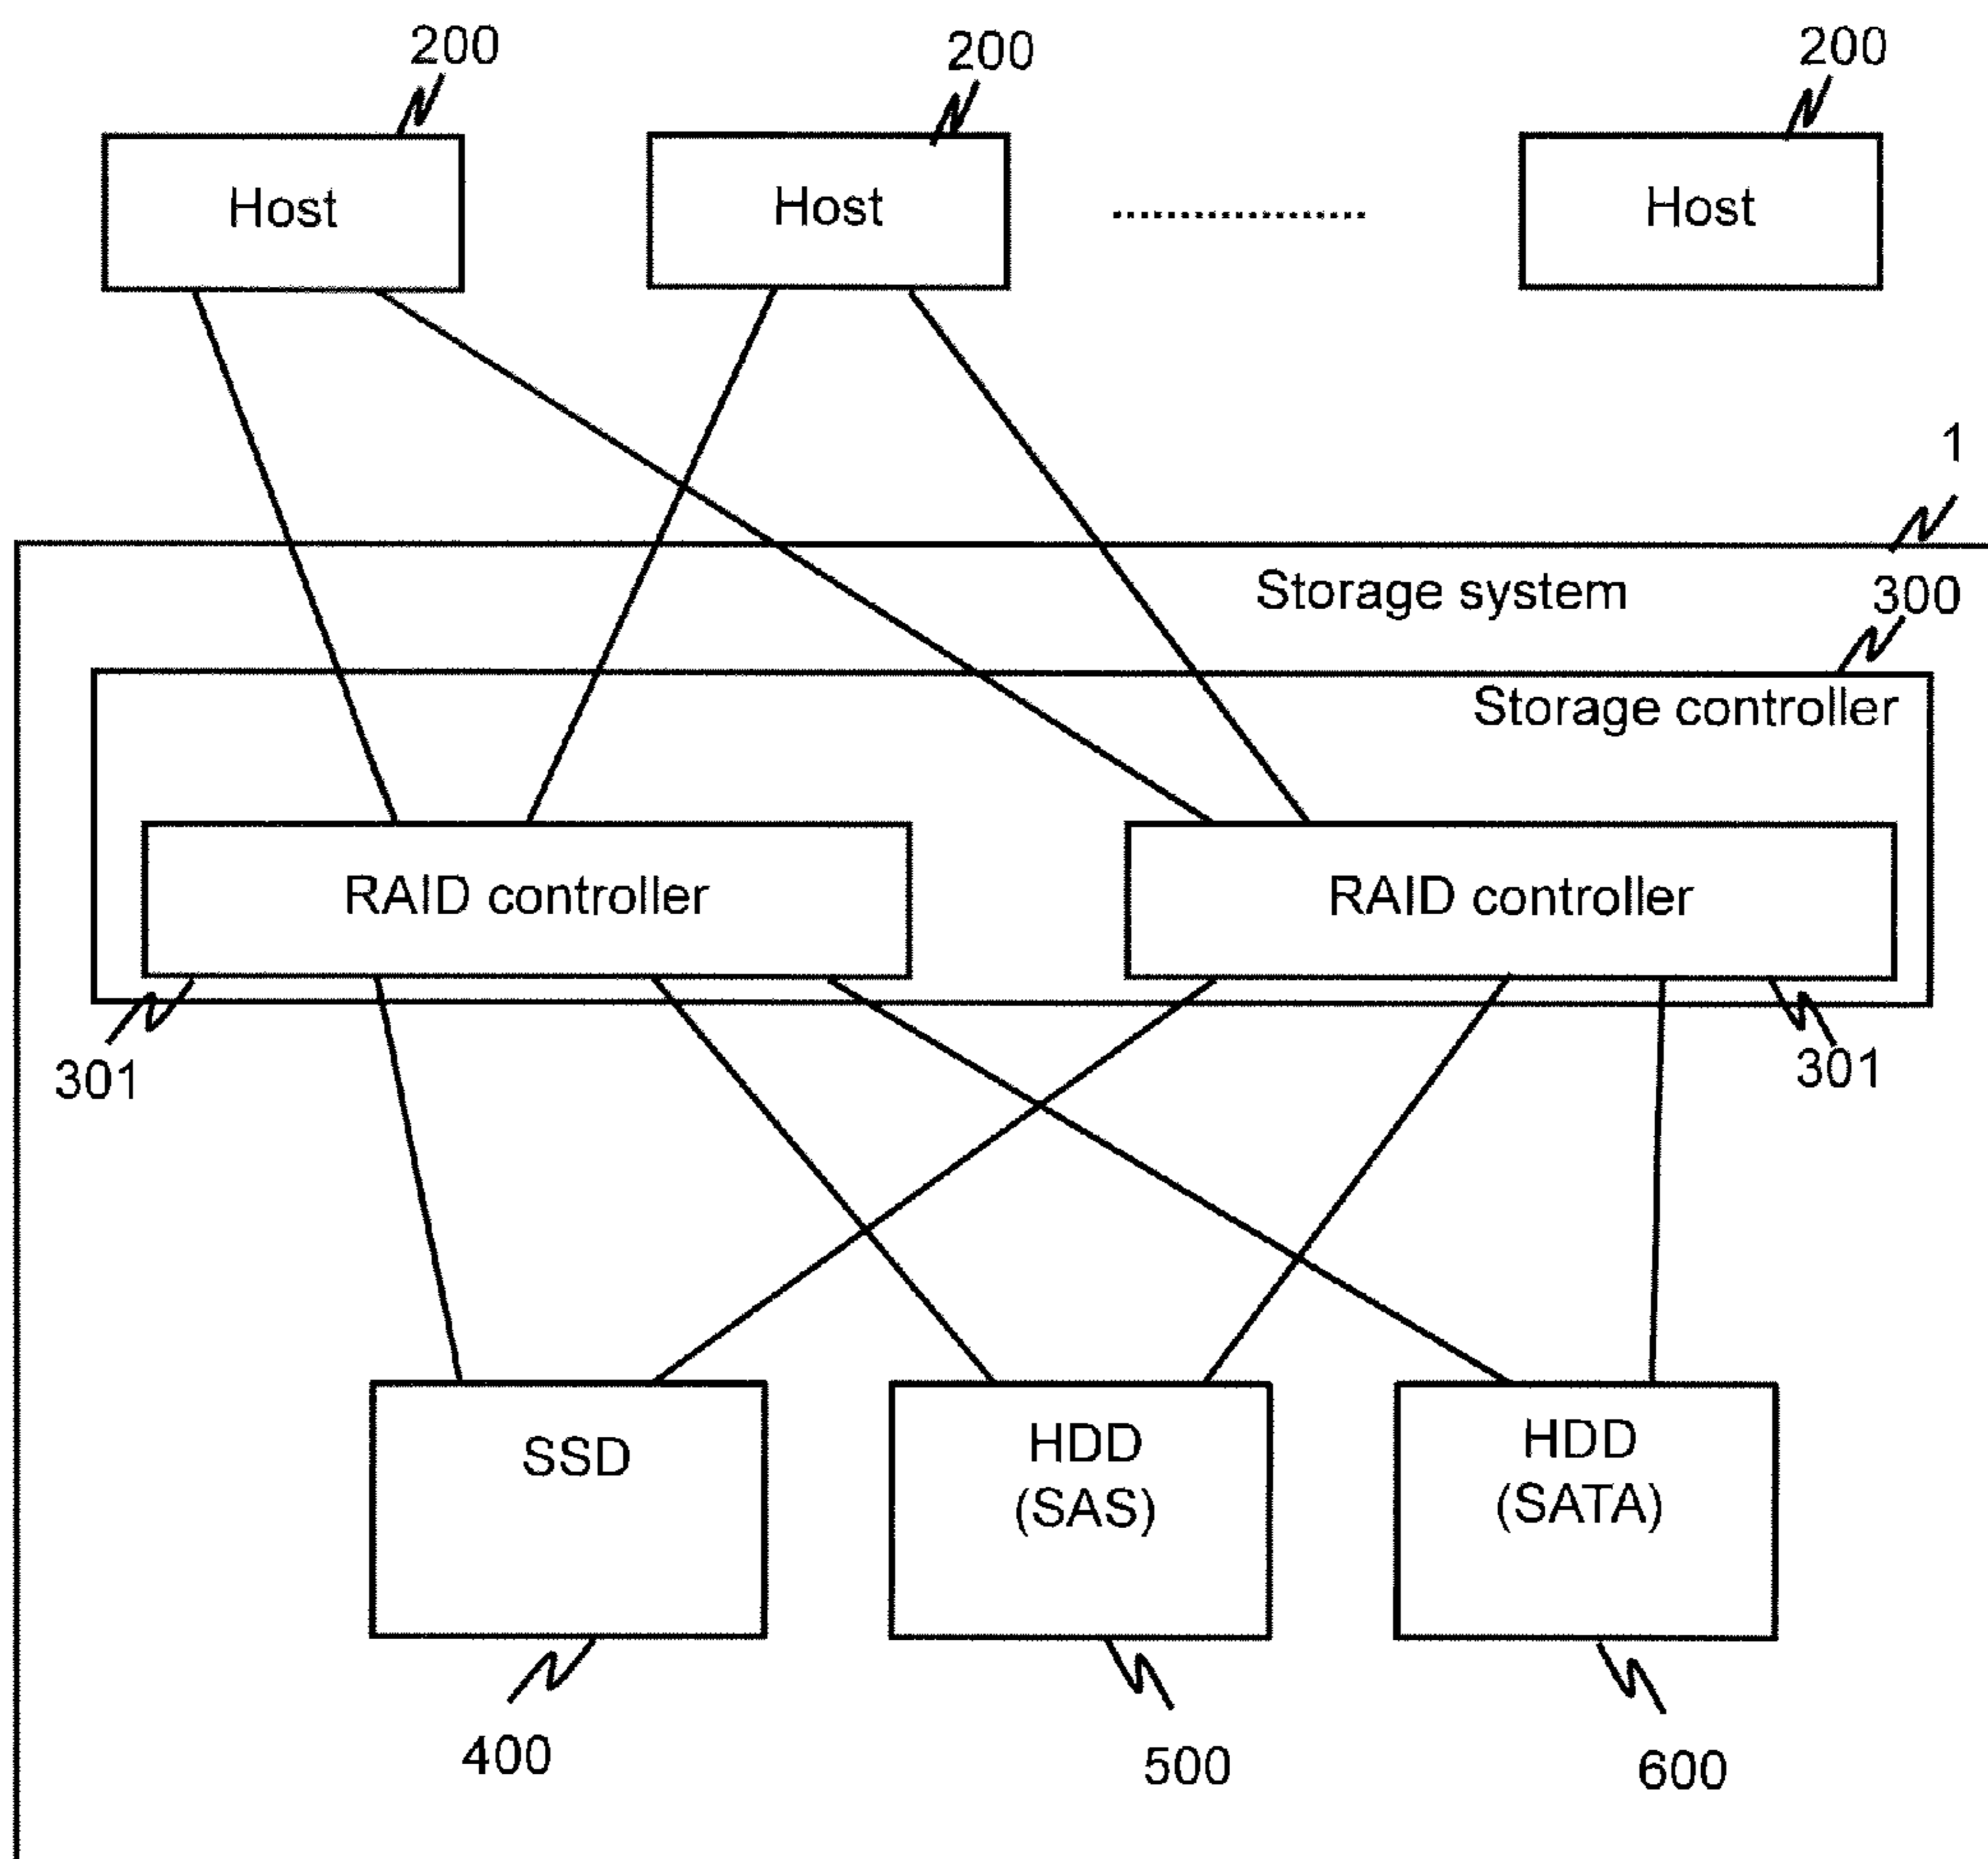 200
200
200
Host
Host
Host
1
Storage system
300
Storage controller
RAID controller
RAID controller
301
301
SSD
HDD
(SAS)
HDD
(SATA)
400
500
600